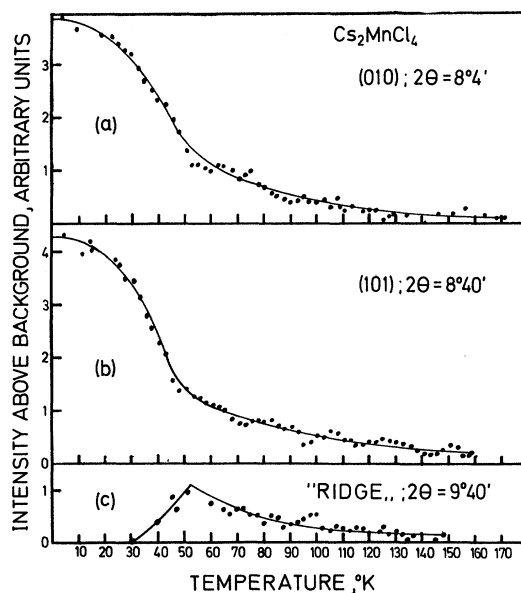 INTENSITY ABOVE BACKGROUND, ARBITRARY UNITS
Cs₂MnCl₄
(010) ; 2θ = 8°4'
(a)
3
2
1
(101) ; 2θ = 8°40'
(b)
4
3
2
1
0
"RIDGE,, ; 2θ = 9°40'
(c)
1
0
10 20 30 40 50 60 70 80 90 100 110 120 130 140 150 160 170
TEMPERATURE ,°K